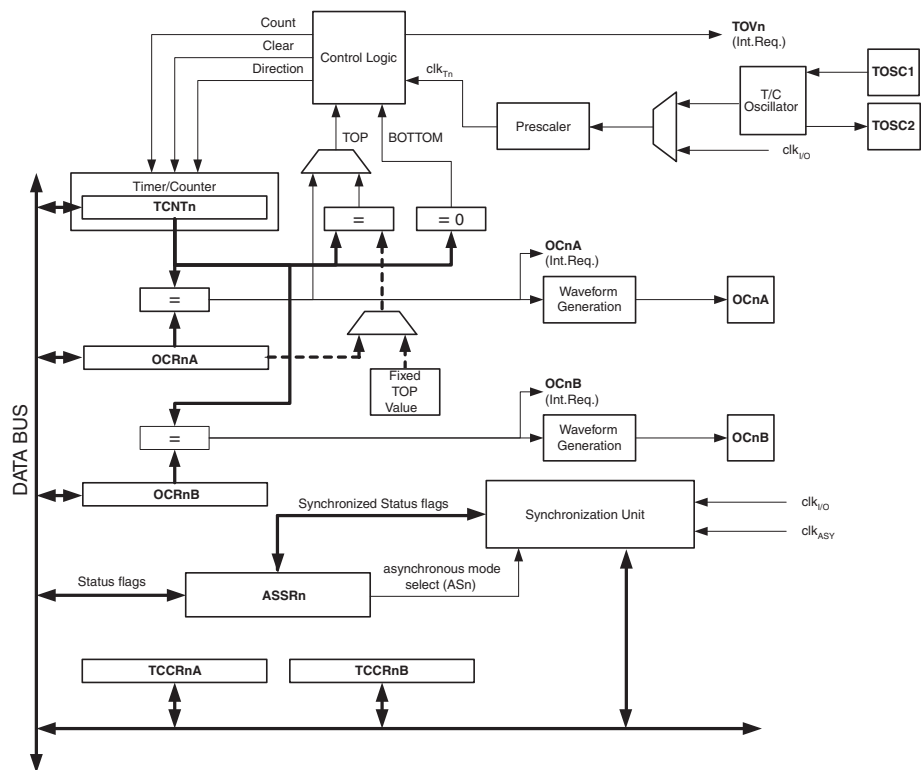 Count
Clear
Direction
Control Logic
TOVn
(Int.Req.)
clkTn
TOSC1
T/C
Oscillator
TOSC2
Prescaler
TOP
BOTTOM
clkI/O
Timer/Counter
TCNTn
=
= 0
OCnA
(Int.Req.)
=
Waveform
Generation
OCnA
OCRnA
Fixed
TOP
Value
OCnB
(Int.Req.)
=
Waveform
Generation
OCnB
DATA BUS
OCRnB
Synchronized Status flags
Synchronization Unit
clkI/O
clkASY
Status flags
ASSRn
asynchronous mode
select (ASn)
TCCRnA
TCCRnB